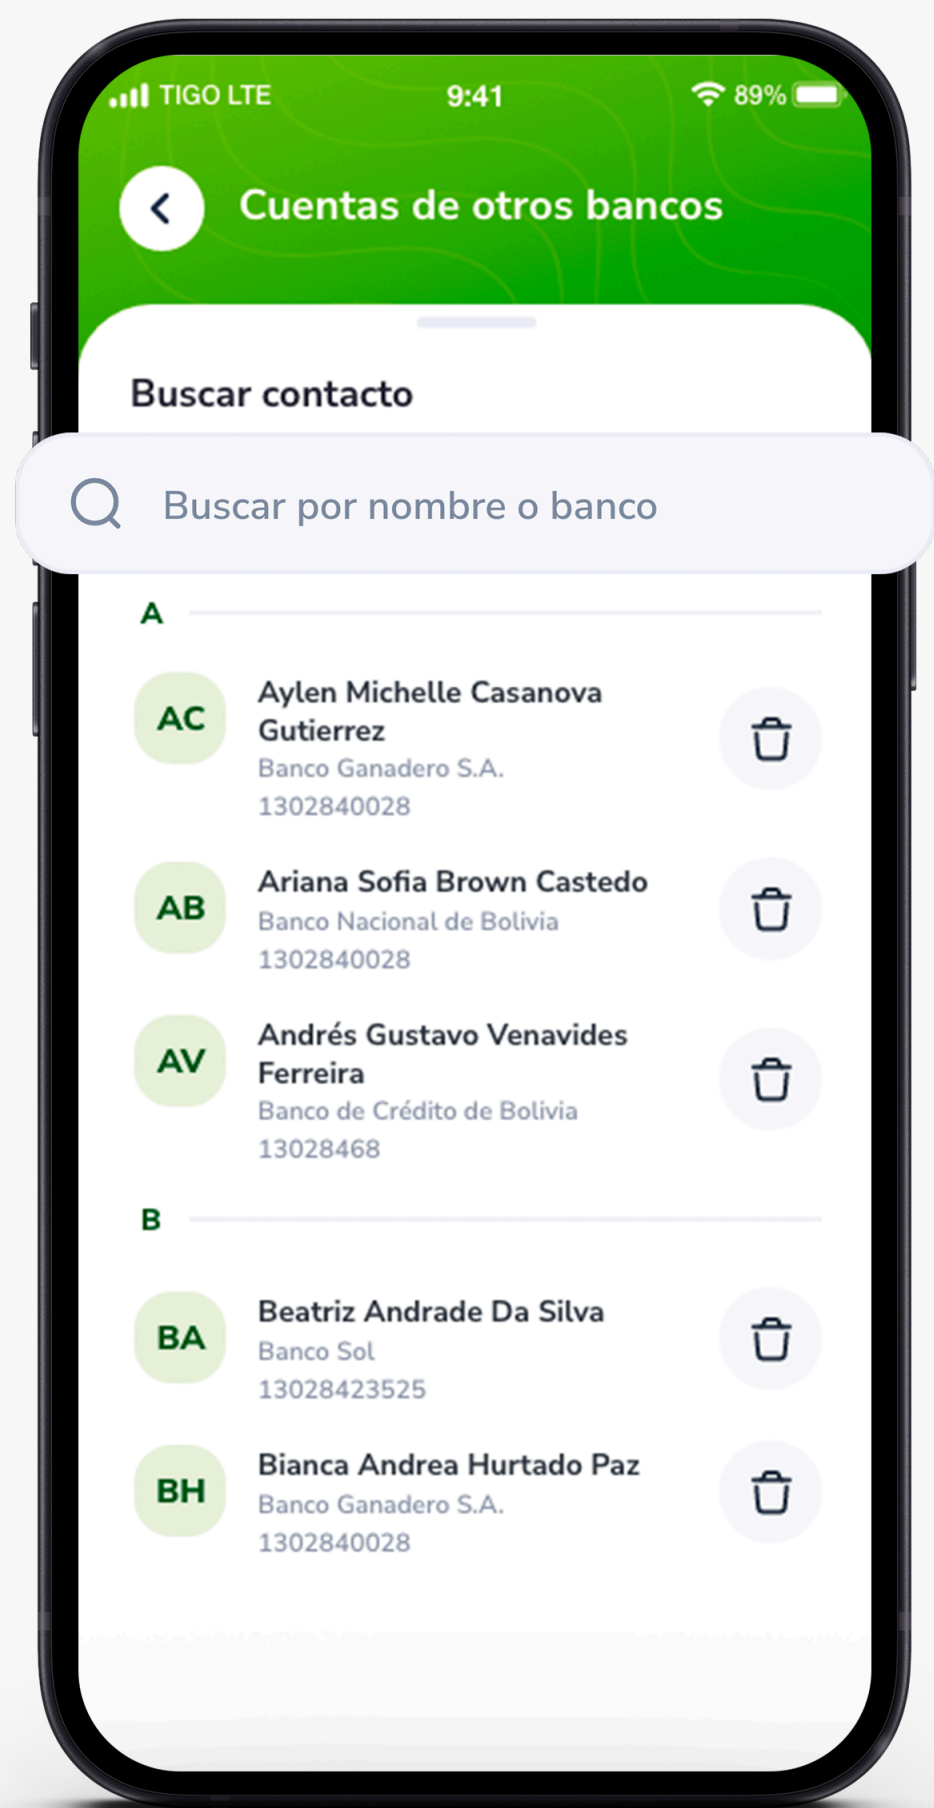 TIGO LTE 9:41 89%
Cuentas de otros bancos
Buscar contacto
Buscar por nombre o banco
A
AC
Aylen Michelle Casanova
Gutierrez
Banco Ganadero S.A.
1302840028
AB
Ariana Sofia Brown Castedo
Banco Nacional de Bolivia
1302840028
AV
Andrés Gustavo Venavides
Ferreira
Banco de Crédito de Bolivia
13028468
B
BA
Beatriz Andrade Da Silva
Banco Sol
13028423525
BH
Bianca Andrea Hurtado Paz
Banco Ganadero S.A.
1302840028